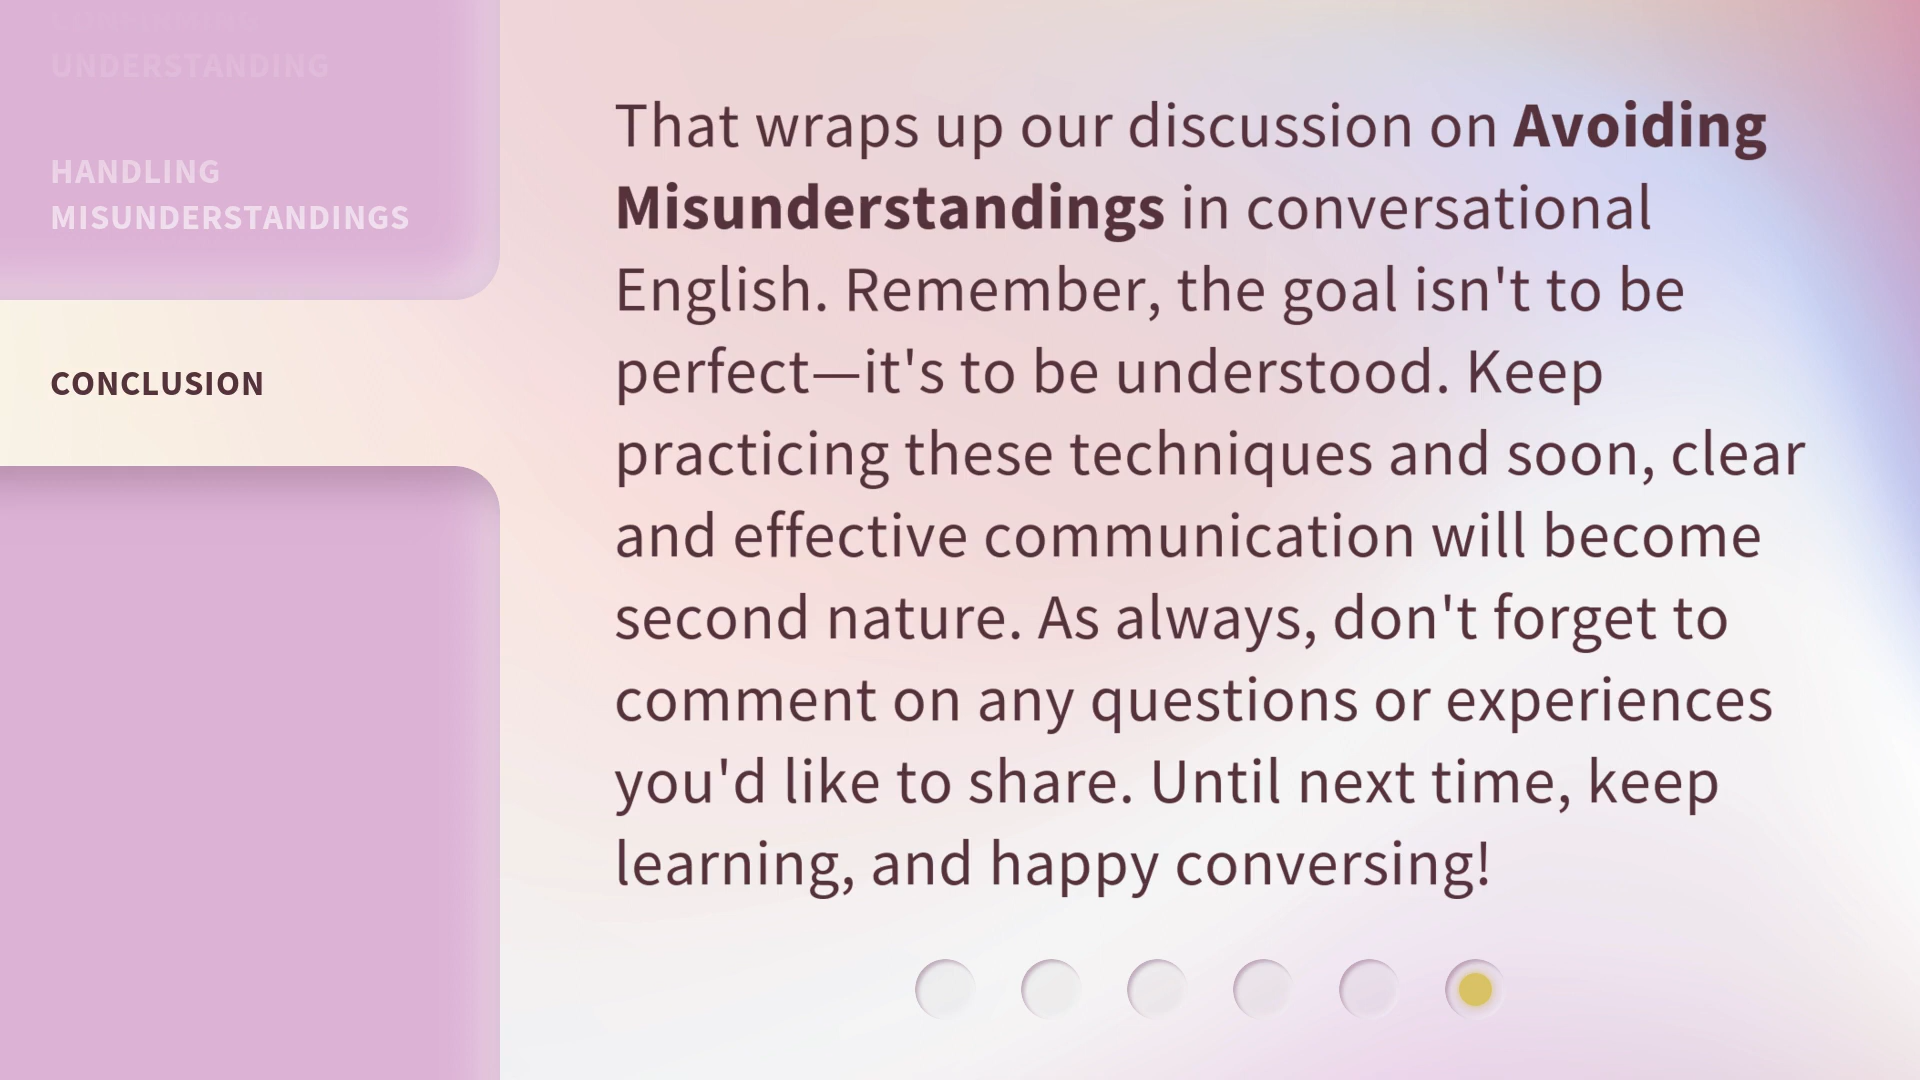 UNDERSTANDING
HANDLING
MISUNDERSTANDINGS
CONCLUSION
That wraps up our discussion on Avoiding
Misunderstandings in conversational
English. Remember, the goal isn't to be
perfect—it's to be understood. Keep
practicing these techniques and soon, clear
and effective communication will become
second nature. As always, don't forget to
comment on any questions or experiences
you'd like to share. Until next time, keep
learning, and happy conversing!